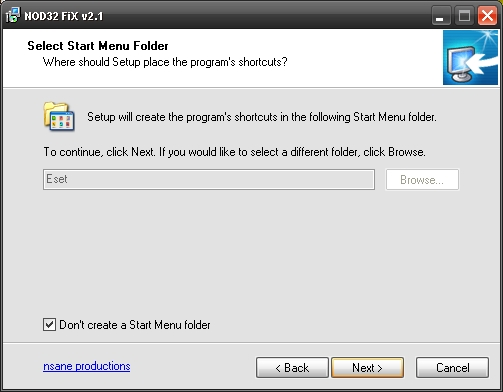 NOD32 FiX v2.1
Select Start Menu Folder
Where should Setup place the program's shortcuts?
Setup will create the program's shortcuts in the following Start Menu folder.
To continue, click Next. If you would like to select a different folder, click Browse.
Eset
Browse...
Don't create a Start Menu folder
nsane productions
< Back
Next >
Cancel